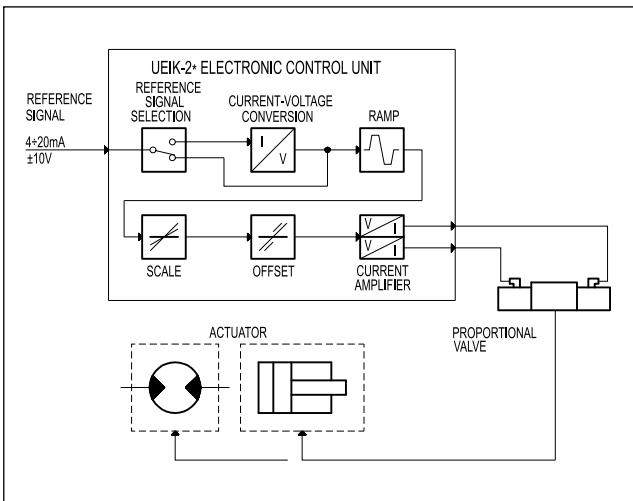 UEIK-2* ELECTRONIC CONTROL UNIT
REFERENCE
SIGNAL
4÷20mA
±10V
REFERENCE
SIGNAL
SELECTION
CURRENT-VOLTAGE
CONVERSION
RAMP
I
V
SCALE
OFFSET
V
I
V
I
CURRENT
AMPLIFIER
ACTUATOR
PROPORTIONAL
VALVE